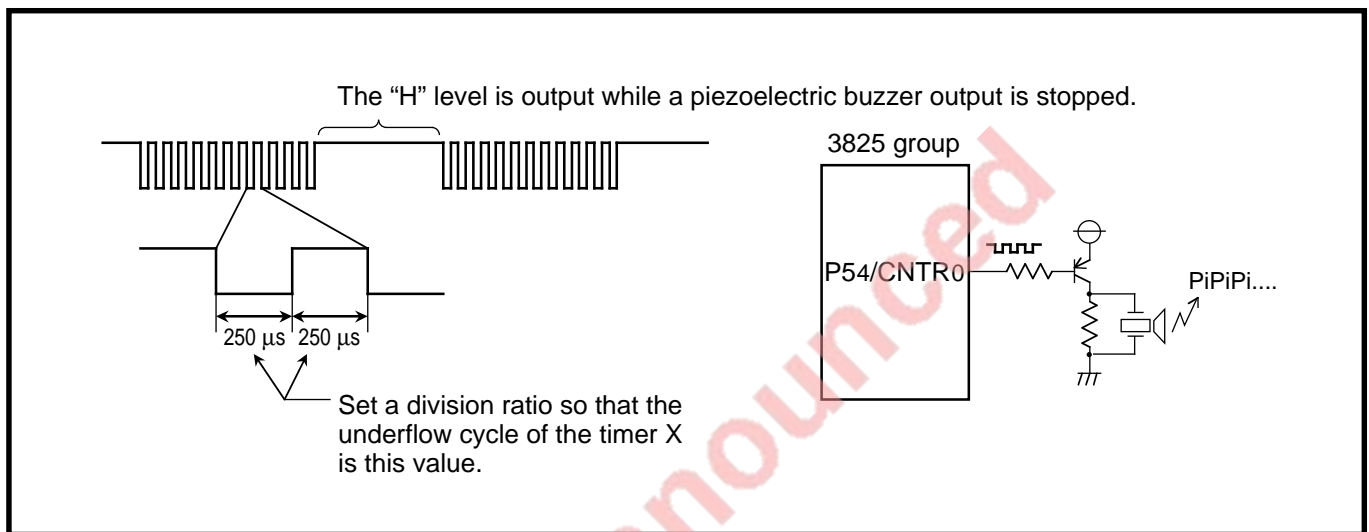 The “H” level is output while a piezoelectric buzzer output is stopped.
3825 group
P54/CNTR0
PiPiPi....
250 μs 250 μs
Set a division ratio so that the
underflow cycle of the timer X
is this value.
nounced